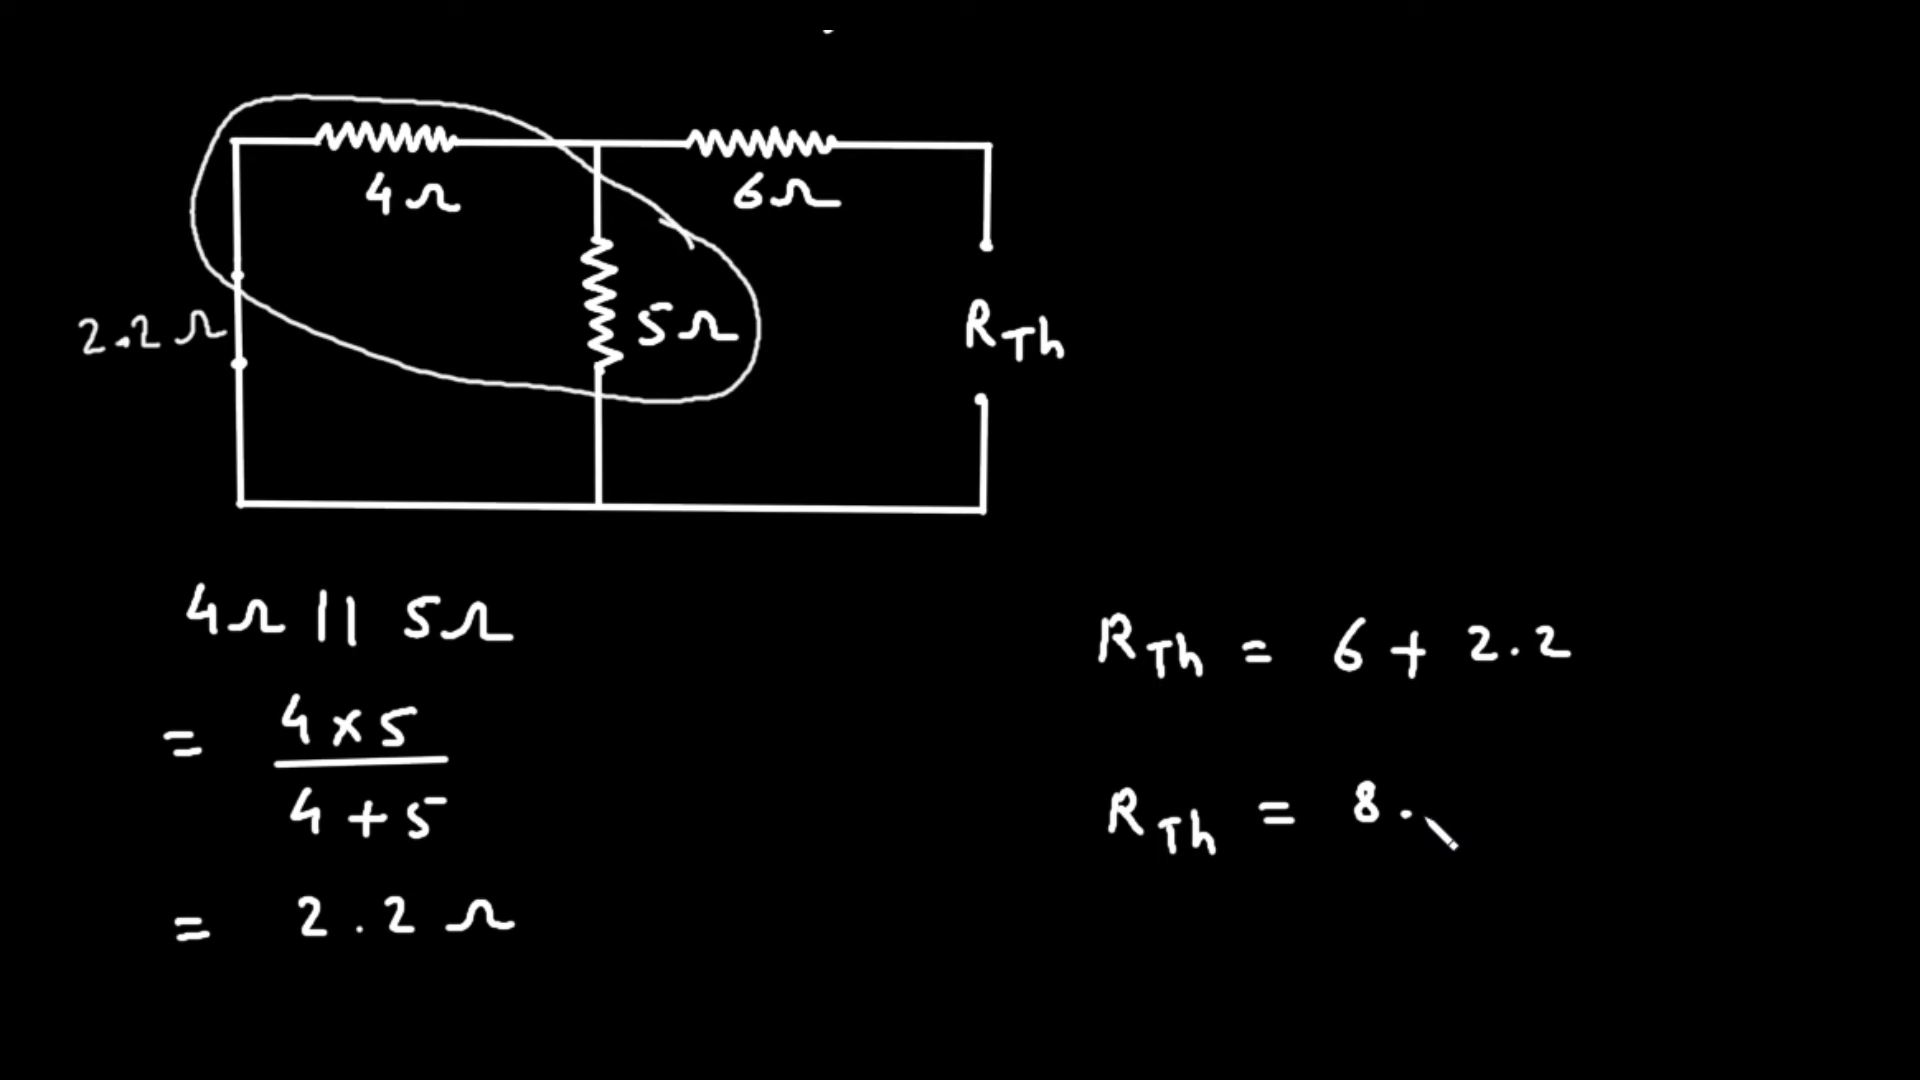 4Ω 6Ω
2.2Ω 5Ω RTh
4Ω || 5Ω
= 4 × 5
4 + 5
= 2.2 Ω
RTh = 6 + 2.2
RTh = 8.